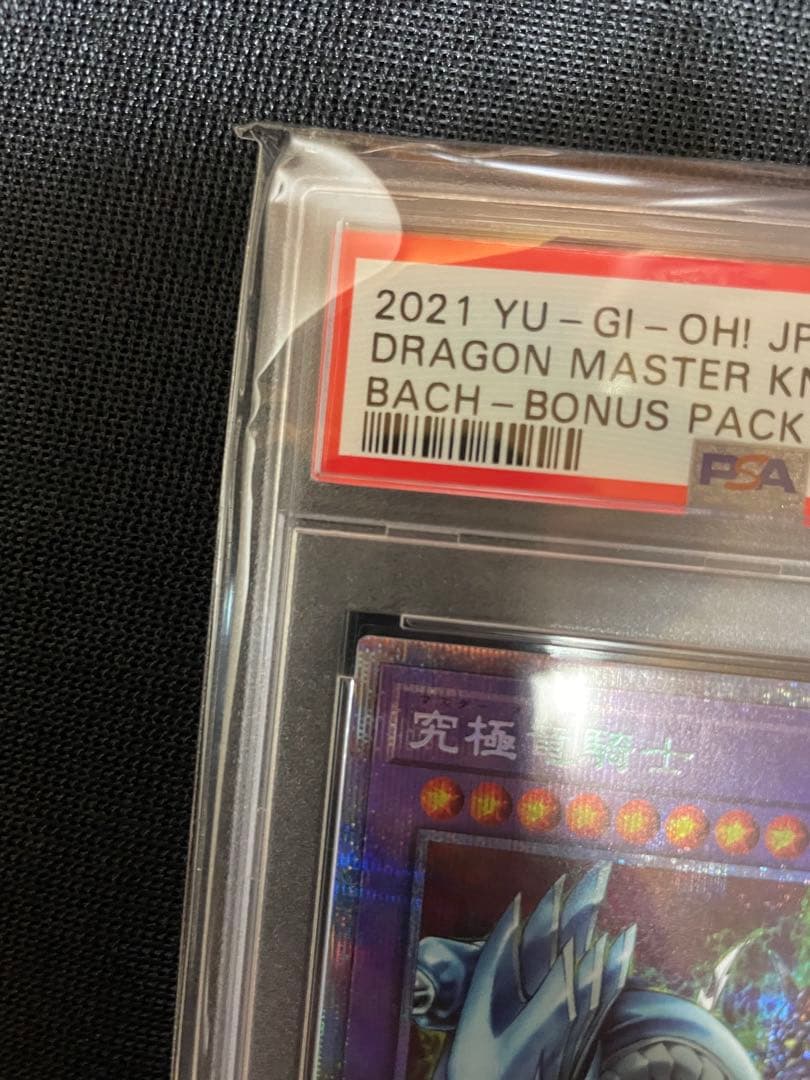 2021 YU-GI-OH! JP
DRAGON MASTER KN
BACH-BONUS PACK
PSA
究極竜騎士